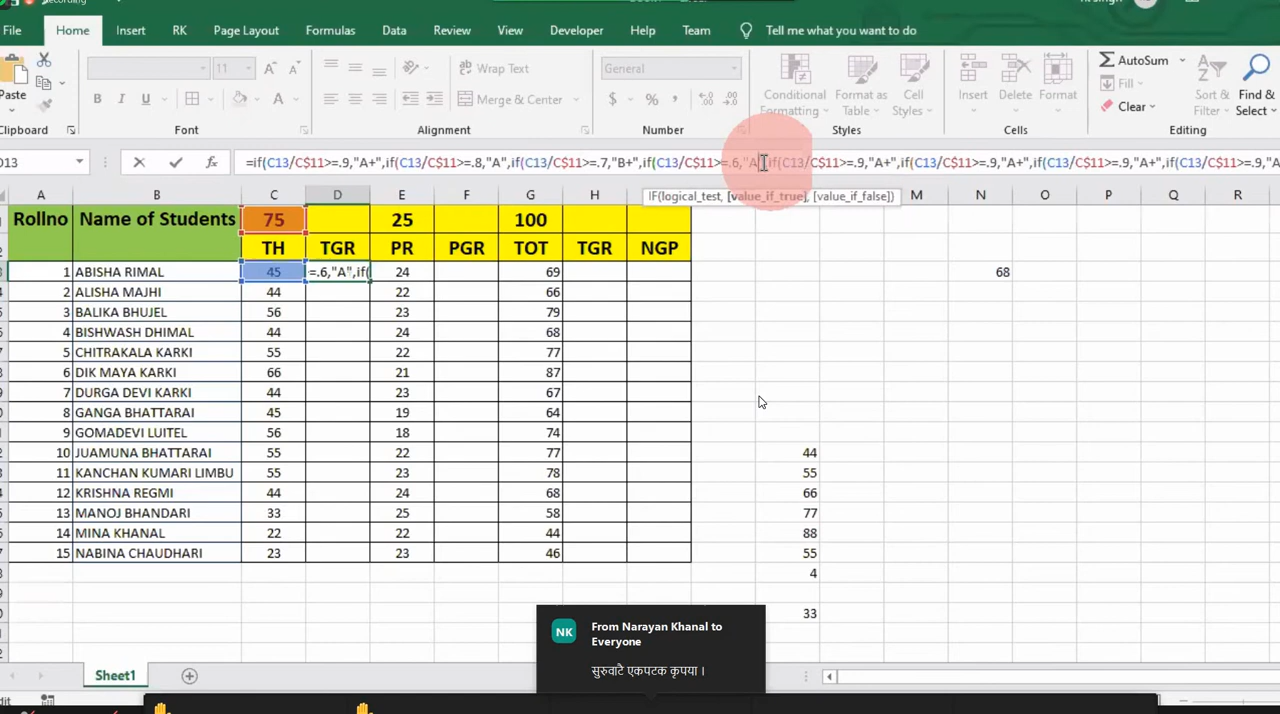 File Home Insert RK Page Layout Formulas Data Review View Developer Help Team Tell me what you want to do
Paste
11
Wrap Text
General
Merge & Center
Conditional Formatting
Format as Table
Cell Styles
Insert Delete Format
AutoSum
Fill
Clear
Sort & Filter
Find & Select
Clipboard Font Alignment Number Styles Cells Editing
=if(C13/C$11>=.9,"A+",if(C13/C$11>=.8,"A",if(C13/C$11>=.7,"B+",if(C13/C$11>=.6,"A",if(C13/C$11>=.9,"A+",if(C13/C$11>=.9,"A+",if(C13/C$11>=.9,"A+",if(C13/C$11>=.9,"A
IF(logical_test, [value_if_true], [value_if_false])
A B C D E F G H I M N O P Q R
Rollno Name of Students 75 25 100
TH TGR PR PGR TOT TGR NGP
1 ABISHA RIMAL 45 =.6,"A",if( 24 69 68
2 ALISHA MAJHI 44 22 66
3 BALIKA BHUJEL 56 23 79
4 BISHWASH DHIMAL 44 24 68
5 CHITRAKALA KARKI 55 22 77
6 DIK MAYA KARKI 66 21 87
7 DURGA DEVI KARKI 44 23 67
8 GANGA BHATTARAI 45 19 64
9 GOMADEVI LUITEL 56 18 74
10 JUAMUNA BHATTARAI 55 22 77 44
11 KANCHAN KUMARI LIMBU 55 23 78 55
12 KRISHNA REGMI 44 24 68 66
13 MANOJ BHANDARI 33 25 58 77
14 MINA KHANAL 22 22 44 88
15 NABINA CHAUDHARI 23 23 46 55
4
33
NK
From Narayan Khanal to
Everyone
सुरुवाटै एकपटक कृपया ।
Sheet1